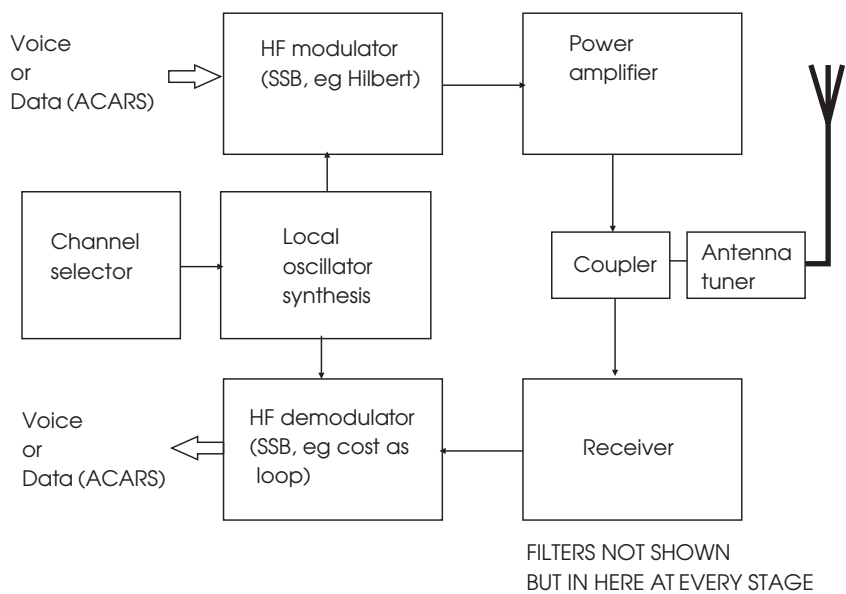 Voice
or
Data (ACARS)
HF modulator
(SSB, eg Hilbert)
Power
amplifier
Channel
selector
Local
oscillator
synthesis
Coupler
Antenna
tuner
Voice
or
Data (ACARS)
HF demodulator
(SSB, eg cost as
loop)
Receiver
FILTERS NOT SHOWN
BUT IN HERE AT EVERY STAGE